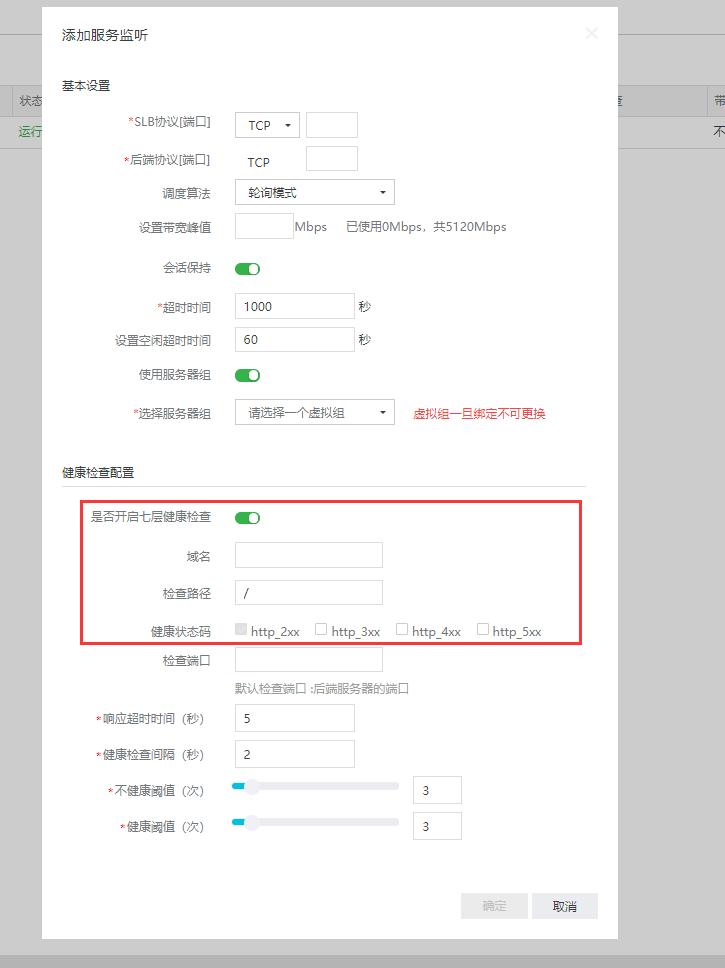 添加服务监听
基本设置
状态
查
带
*SLB协议[端口] TCP
运行
不
*后端协议[端口] TCP
调度算法 轮询模式
设置带宽峰值 Mbps 已使用0Mbps，共5120Mbps
会话保持
*超时时间 1000 秒
设置空闲超时时间 60 秒
使用服务器组
*选择服务器组 请选择一个虚拟组 虚拟组一旦绑定不可更换
健康检查配置
是否开启七层健康检查
域名
检查路径 /
健康状态码 http_2xx http_3xx http_4xx http_5xx
检查端口
默认检查端口 :后端服务器的端口
*响应超时时间（秒） 5
*健康检查间隔（秒） 2
*不健康阈值（次） 3
*健康阈值（次） 3
确定 取消